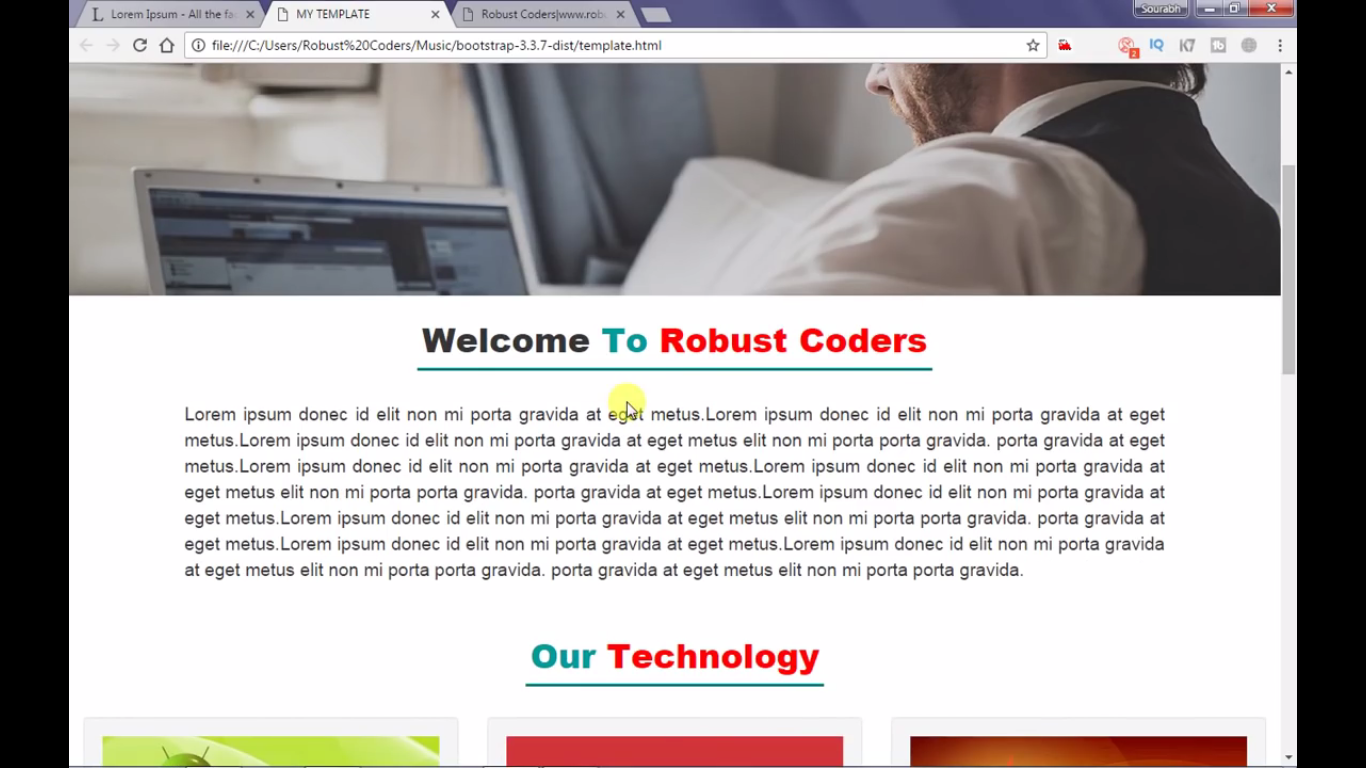 Sourabh
Lorem Ipsum - All the fa
MY TEMPLATE
Robust Coders|www.rob
file:///C:/Users/Robust%20Coders/Music/bootstrap-3.3.7-dist/template.html
2
IQ
Welcome To Robust Coders
Lorem ipsum donec id elit non mi porta gravida at eget metus.Lorem ipsum donec id elit non mi porta gravida at eget
metus.Lorem ipsum donec id elit non mi porta gravida at eget metus elit non mi porta porta gravida. porta gravida at eget
metus.Lorem ipsum donec id elit non mi porta gravida at eget metus.Lorem ipsum donec id elit non mi porta gravida at
eget metus elit non mi porta porta gravida. porta gravida at eget metus.Lorem ipsum donec id elit non mi porta gravida at
eget metus.Lorem ipsum donec id elit non mi porta gravida at eget metus elit non mi porta porta gravida. porta gravida at
eget metus.Lorem ipsum donec id elit non mi porta gravida at eget metus.Lorem ipsum donec id elit non mi porta gravida
at eget metus elit non mi porta porta gravida. porta gravida at eget metus elit non mi porta porta gravida.
Our Technology